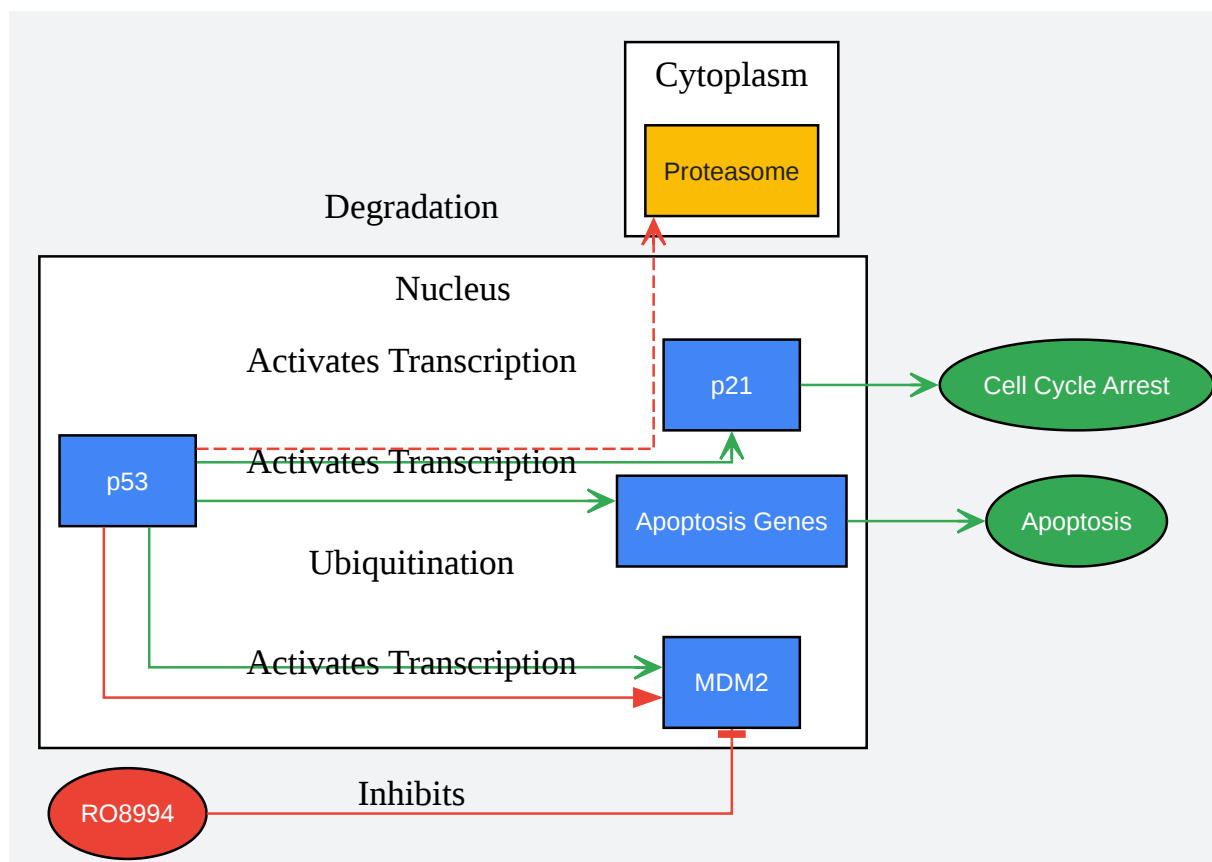 Cytoplasm
Proteasome
Degradation
Nucleus
Activates Transcription
p21
Cell Cycle Arrest
Activates Transcription
p53
Apoptosis Genes
Apoptosis
Ubiquitination
Activates Transcription
MDM2
Inhibits
RO8994